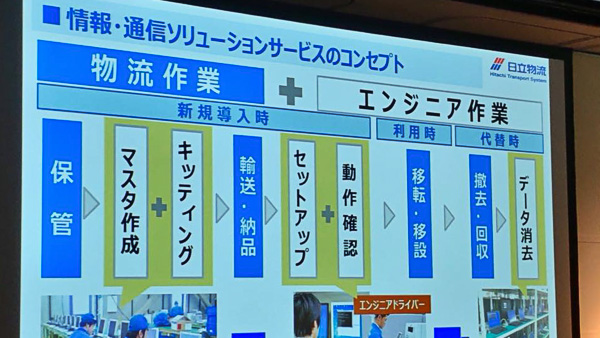 ■情報・通信ソリューションサービスのコンセプト
日立物流
Hitachi Transport System
物流作業
+
エンジニア作業
新規導入時
利用時
代替時
保管
マスタ作成
+
キッティング
輸送・納品
セットアップ
+
動作確認
移転・移設
撤去・回収
データ消去
エンジニアドライバー